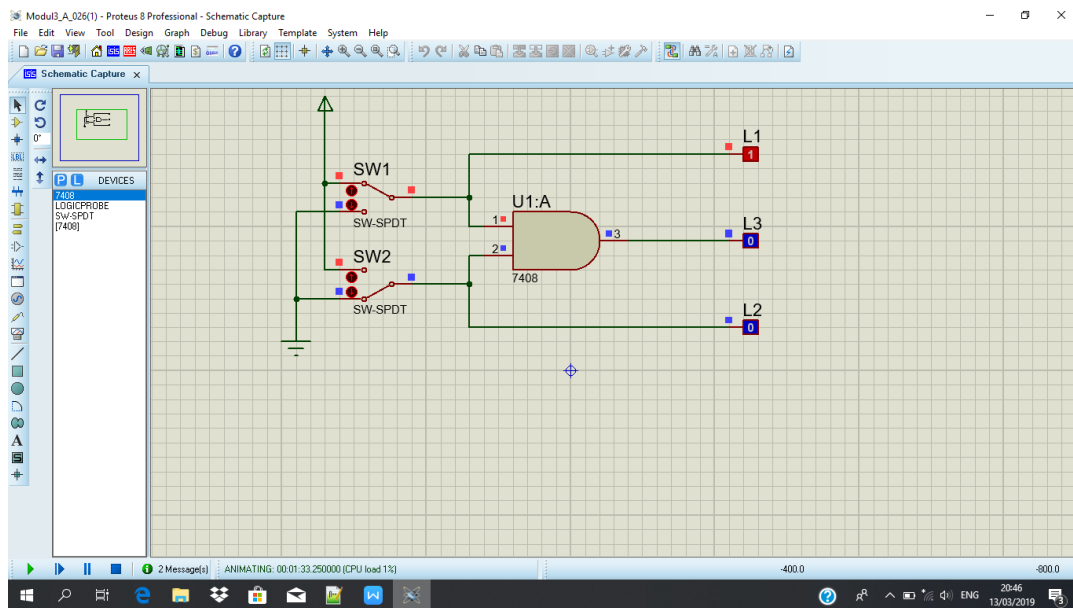 Modul3_A_026(1) - Proteus 8 Professional - Schematic Capture
File Edit View Tool Design Graph Debug Library Template System Help
ISIS Schematic Capture x
0°
P L DEVICES
7408
LOGICPROBE
SW-SPDT
[7408]
LBL
A
SW1
SW-SPDT
SW2
SW-SPDT
U1:A
1
2
3
7408
L1
1
L3
0
L2
0
2 Message(s) ANIMATING: 00:01:33.250000 (CPU load 1%) -400.0 -800.0
ENG
20:46
13/03/2019
3